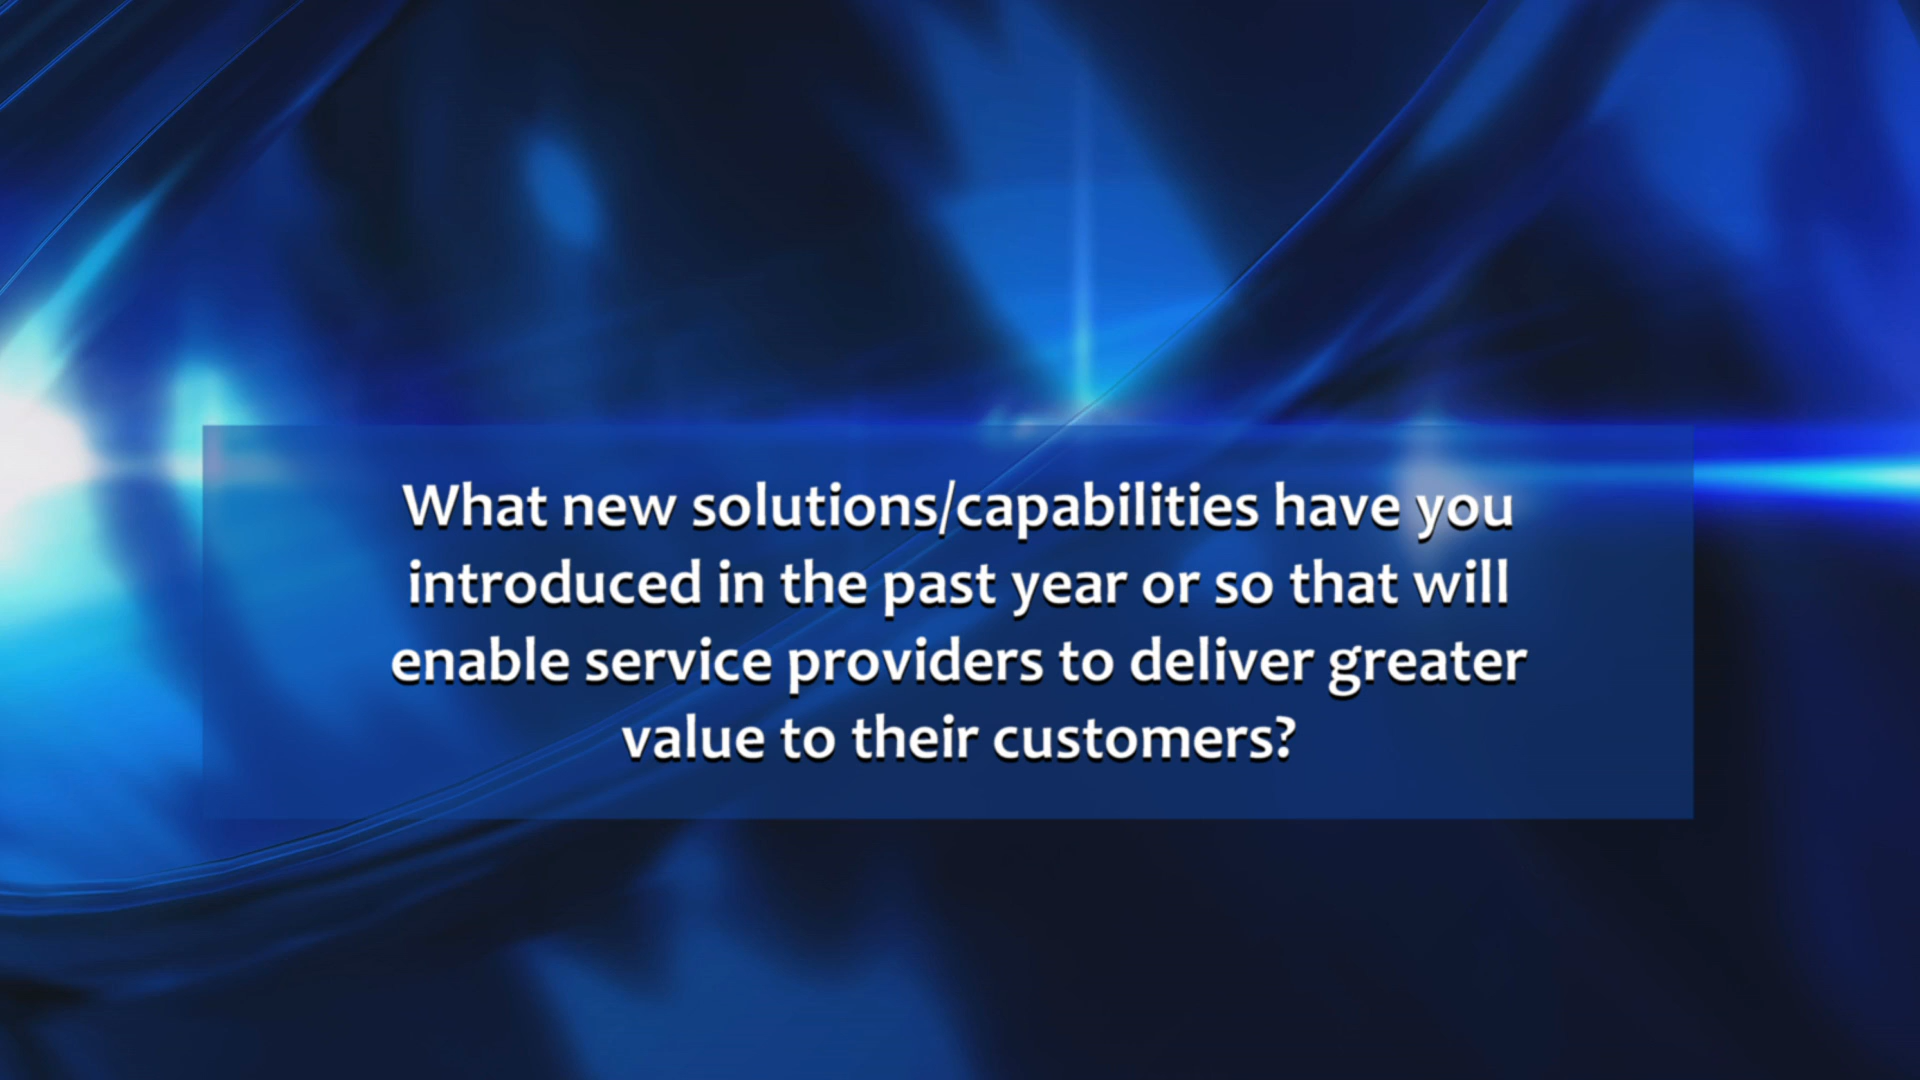 What new solutions/capabilities have you
introduced in the past year or so that will
enable service providers to deliver greater
value to their customers?